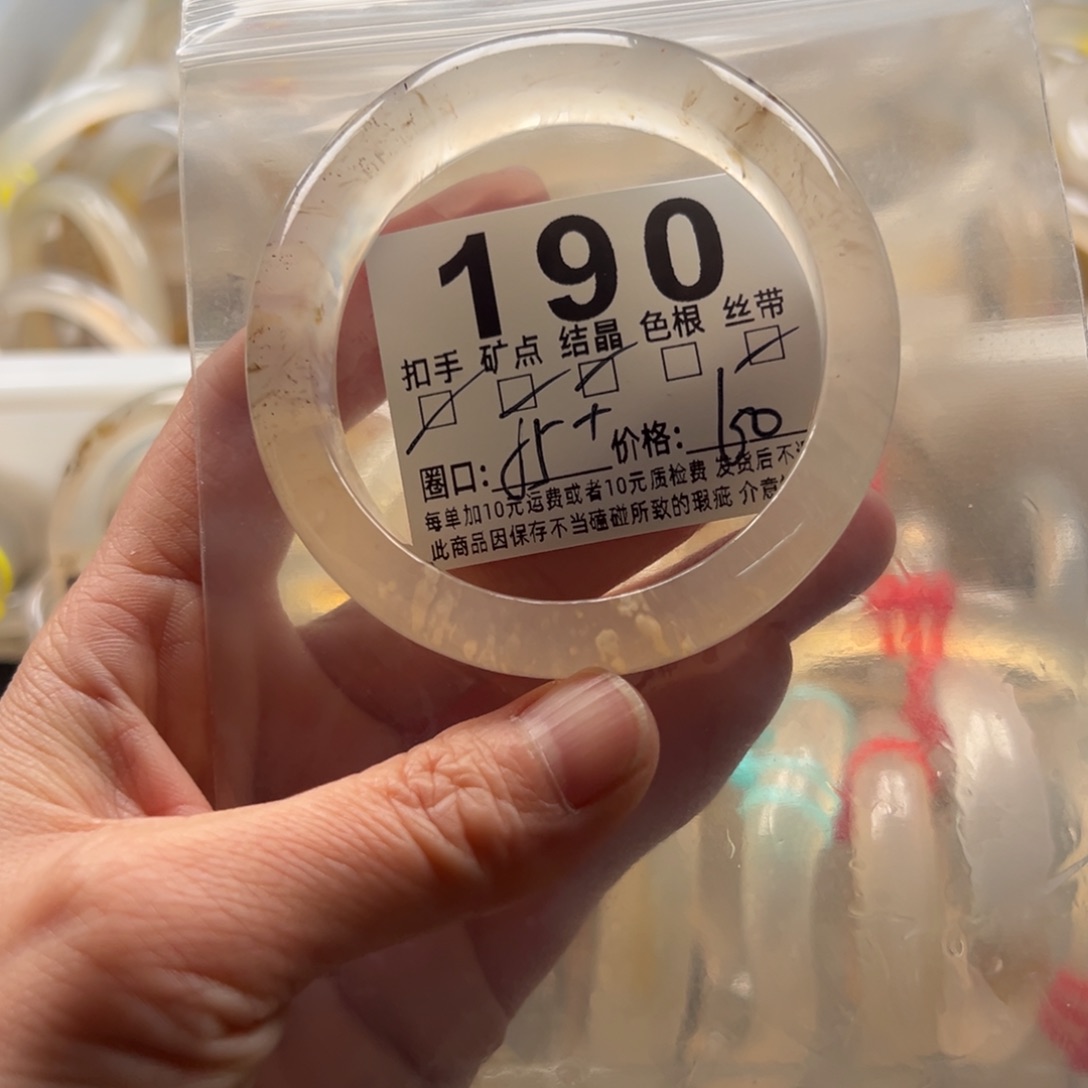 190
扣手 矿点 结晶 色根 丝带
圈口: 价格:
每单加10元运费或者10元质检费 发货后不
此商品因保存不当磕碰所致的瑕疵 介意